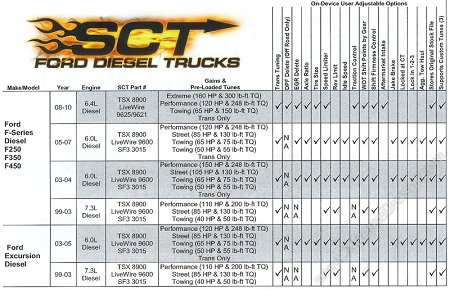 On-Device User Adjustable Options
SCT
FORD DIESEL TRUCKS
Make/Model Year Engine SCT Part # Gains & Pre-Loaded Tunes
Trans Tuning
DPF Delete (Off Road Only)
EGR Delete
Axle Ratio
Tire Size
Speed Limiter
Rev Limit
Idle Speed
Traction Control
WOT Shift Points by Gear
Shift Firmness Control
Aftermarket Intake
Jake Brake
Locked at CT
Lock in 1-2-3
Agg. Tow Haul
Stores Original Stock File
Supports Custom Tunes (3)
Ford
F-Series
Diesel
F250
F350
F450
08-10
6.4L
Diesel
TSX 8900
LiveWire
9625/9621
Extreme (160 HP & 300 lb-ft TQ)
Performance (120 HP & 248 lb-ft TQ)
Towing (65 HP & 150 lb-ft TQ)
Trans Only
05-07
6.0L
Diesel
TSX 8900
LiveWire 9600
SF3 3015
Performance (120 HP & 248 lb-ft TQ)
Street (85 HP & 130 lb-ft TQ)
Towing (65 HP & 75 lb-ft TQ)
Towing (50 HP & 55 lb-ft TQ)
Trans Only
N
A
03-04
6.0L
Diesel
TSX 8900
LiveWire 9600
SF3 3015
Performance (120 HP & 248 lb-ft TQ)
Street (105 HP & 130 lb-ft TQ)
Towing (65 HP & 75 lb-ft TQ)
Towing (50 HP & 55 lb-ft TQ)
Trans Only
N
A
99-03
7.3L
Diesel
TSX 8900
LiveWire 9600
SF3 3015
Performance (110 HP & 200 lb-ft TQ)
Street (85 HP & 130 lb-ft TQ)
Towing (40 HP & 50 lb-ft TQ)
N
A
N
A
N
A
Ford
Excursion
Diesel
03-05
6.0L
Diesel
TSX 8900
LiveWire 9600
SF3 3015
Performance (120 HP & 248 lb-ft TQ)
Street (85 HP & 130 lb-ft TQ)
Towing (65 HP & 75 lb-ft TQ)
Towing (50 HP & 55 lb-ft TQ)
Trans Only
N
A
99-03
7.3L
Diesel
TSX 8900
LiveWire 9600
SF3 3015
Performance (110 HP & 200 lb-ft TQ)
Street (85 HP & 130 lb-ft TQ)
Towing (40 HP & 50 lb-ft TQ)
N
A
N
A
N
A